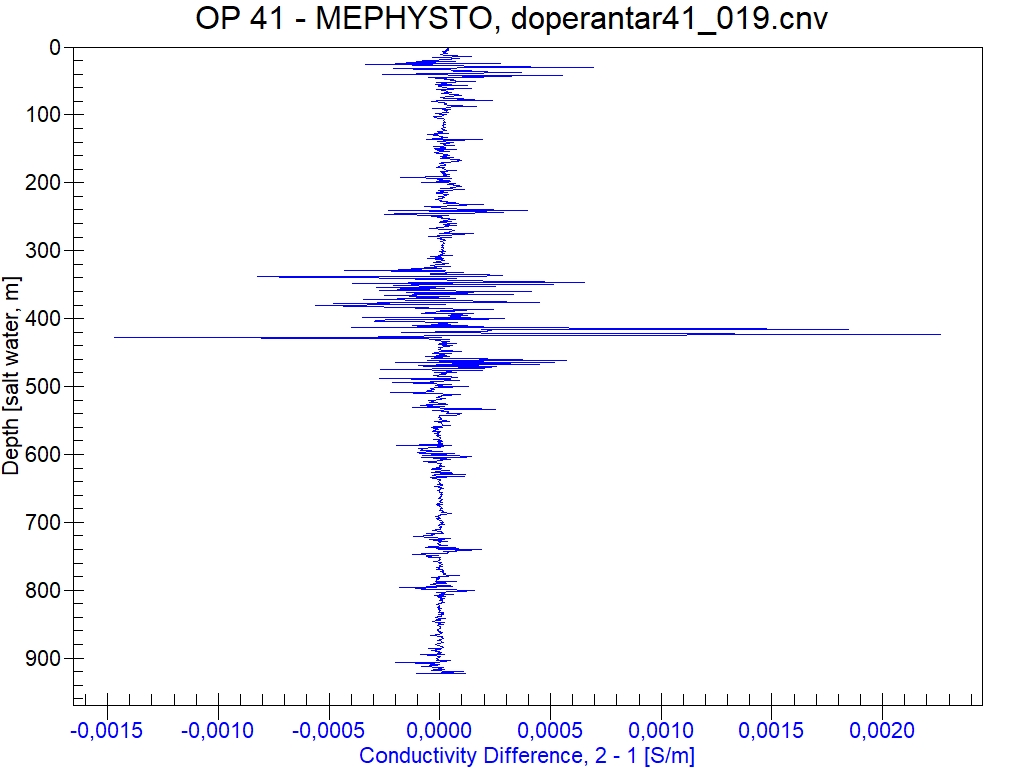 OP 41 - MEPHYSTO, doperantar41_019.cnv
0
100
200
300
400
500
600
700
800
900
Depth [salt water, m]
-0,0015 -0,0010 -0,0005 0,0000 0,0005 0,0010 0,0015 0,0020
Conductivity Difference, 2 - 1 [S/m]